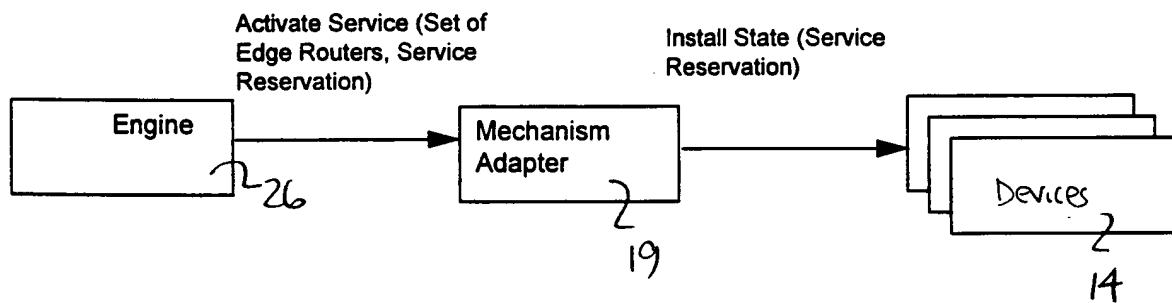 Activate Service (Set of
Edge Routers, Service
Reservation)
Install State (Service
Reservation)
Engine
26
Mechanism
Adapter
19
Devices
14